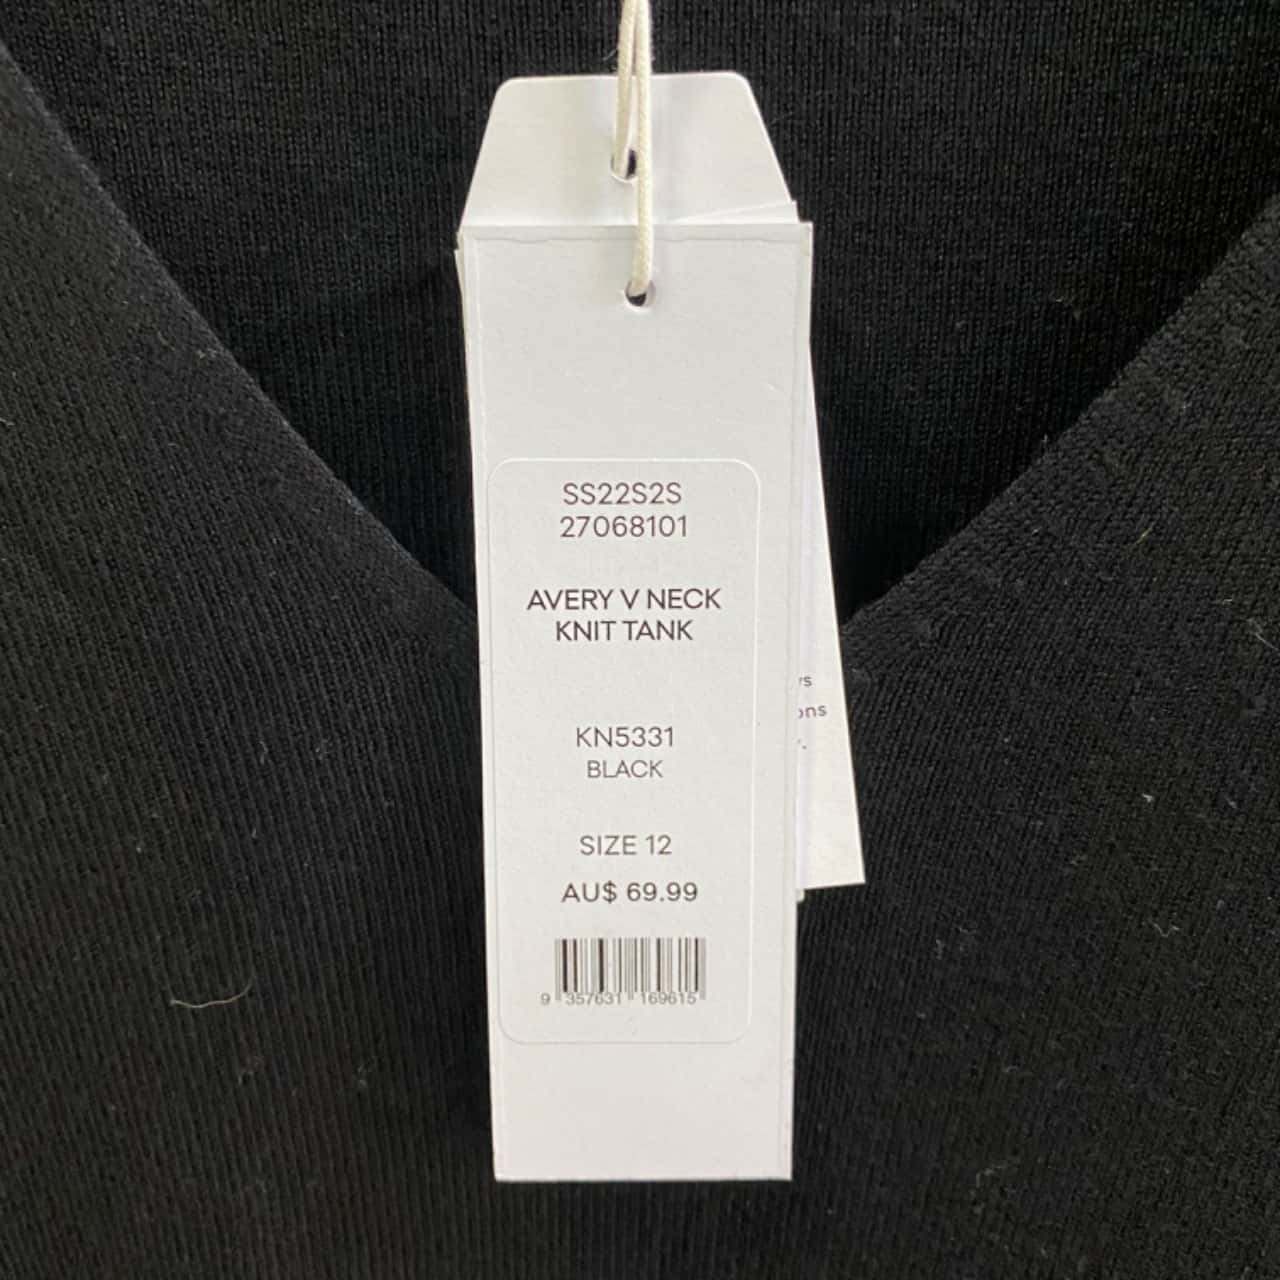 SS22S2S
27068101
AVERY V NECK
KNIT TANK
KN5331
BLACK
SIZE 12
AU$ 69.99
9 357631 169615